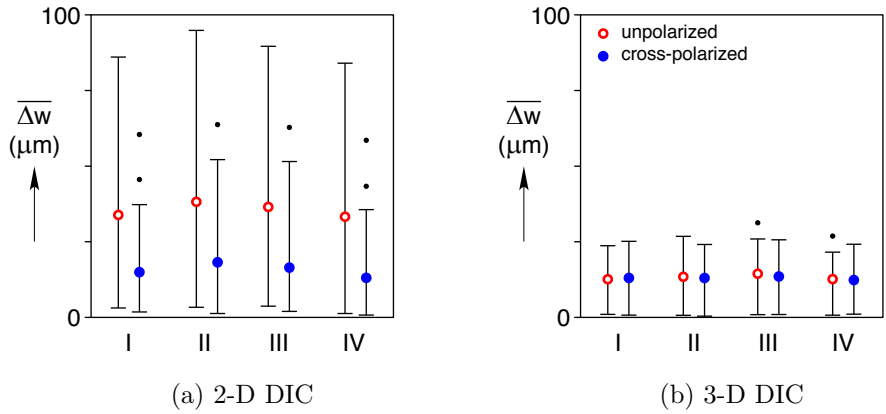 100
Δw
(μm)
0
I II III IV
(a) 2-D DIC
100
unpolarized
cross-polarized
Δw
(μm)
0
I II III IV
(b) 3-D DIC